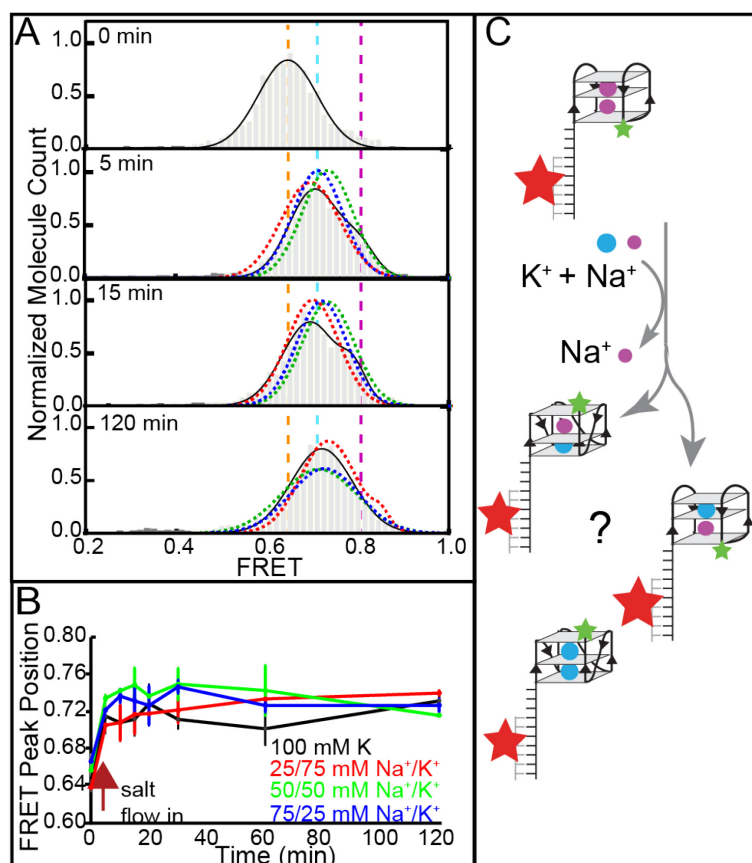 A
0 min
1.0
0.5
0.0
5 min
1.0
0.5
0.0
15 min
1.0
0.5
0.0
120 min
1.0
0.5
0.0
0.2 0.4 0.6 0.8 1.0
FRET
Normalized Molecule Count
B
0.80
0.76
0.72
0.68
0.64
0.60
FRET Peak Position
salt
flow in
100 mM K
25/75 mM Na⁺/K⁺
50/50 mM Na⁺/K⁺
75/25 mM Na⁺/K⁺
0 20 40 60 80 100 120
Time (min)
C
K⁺ + Na⁺
Na⁺
?